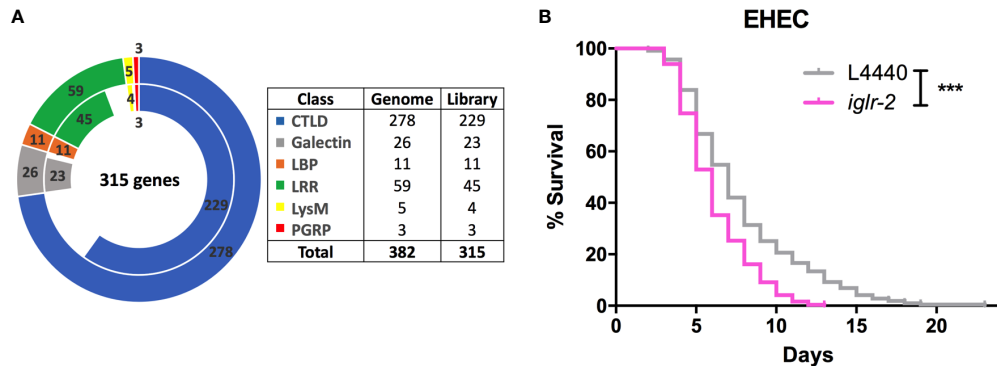 A
3
5
59
4
45
3
11
11
26
23
315 genes
229
278
Class Genome Library
CTLD 278 229
Galectin 26 23
LBP 11 11
LRR 59 45
LysM 5 4
PGRP 3 3
Total 382 315
B
EHEC
100
80
60
40
20
0
% Survival
L4440
iglr-2
***
0 5 10 15 20
Days